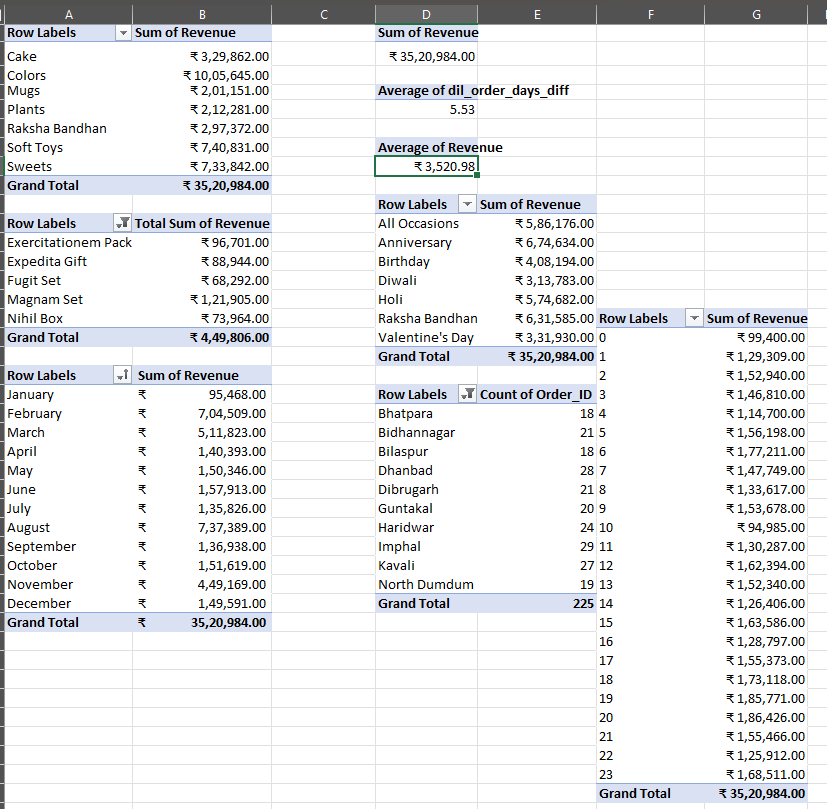 A B C D E F G
Row Labels Sum of Revenue
Cake ₹ 3,29,862.00
Colors ₹ 10,05,645.00
Mugs ₹ 2,01,151.00
Plants ₹ 2,12,281.00
Raksha Bandhan ₹ 2,97,372.00
Soft Toys ₹ 7,40,831.00
Sweets ₹ 7,33,842.00
Grand Total ₹ 35,20,984.00
Row Labels Total Sum of Revenue
Exercitationem Pack ₹ 96,701.00
Expedita Gift ₹ 88,944.00
Fugit Set ₹ 68,292.00
Magnam Set ₹ 1,21,905.00
Nihil Box ₹ 73,964.00
Grand Total ₹ 4,49,806.00
Row Labels Sum of Revenue
January ₹ 95,468.00
February ₹ 7,04,509.00
March ₹ 5,11,823.00
April ₹ 1,40,393.00
May ₹ 1,50,346.00
June ₹ 1,57,913.00
July ₹ 1,35,826.00
August ₹ 7,37,389.00
September ₹ 1,36,938.00
October ₹ 1,51,619.00
November ₹ 4,49,169.00
December ₹ 1,49,591.00
Grand Total ₹ 35,20,984.00
Sum of Revenue
₹ 35,20,984.00
Average of dil_order_days_diff
5.53
Average of Revenue
₹ 3,520.98
Row Labels Sum of Revenue
All Occasions ₹ 5,86,176.00
Anniversary ₹ 6,74,634.00
Birthday ₹ 4,08,194.00
Diwali ₹ 3,13,783.00
Holi ₹ 5,74,682.00
Raksha Bandhan ₹ 6,31,585.00
Valentine's Day ₹ 3,31,930.00
Grand Total ₹ 35,20,984.00
Row Labels Count of Order_ID
Bhatpara 18
Bidhannagar 21
Bilaspur 18
Dhanbad 28
Dibrugarh 21
Guntakal 20
Haridwar 24
Imphal 29
Kavali 27
North Dumdum 19
Grand Total 225
Row Labels Sum of Revenue
0 ₹ 99,400.00
1 ₹ 1,29,309.00
2 ₹ 1,52,940.00
3 ₹ 1,46,810.00
4 ₹ 1,14,700.00
5 ₹ 1,56,198.00
6 ₹ 1,77,211.00
7 ₹ 1,47,749.00
8 ₹ 1,33,617.00
9 ₹ 1,53,678.00
10 ₹ 94,985.00
11 ₹ 1,30,287.00
12 ₹ 1,62,394.00
13 ₹ 1,52,340.00
14 ₹ 1,26,406.00
15 ₹ 1,63,586.00
16 ₹ 1,28,797.00
17 ₹ 1,55,373.00
18 ₹ 1,73,118.00
19 ₹ 1,85,771.00
20 ₹ 1,86,426.00
21 ₹ 1,55,466.00
22 ₹ 1,25,912.00
23 ₹ 1,68,511.00
Grand Total ₹ 35,20,984.00